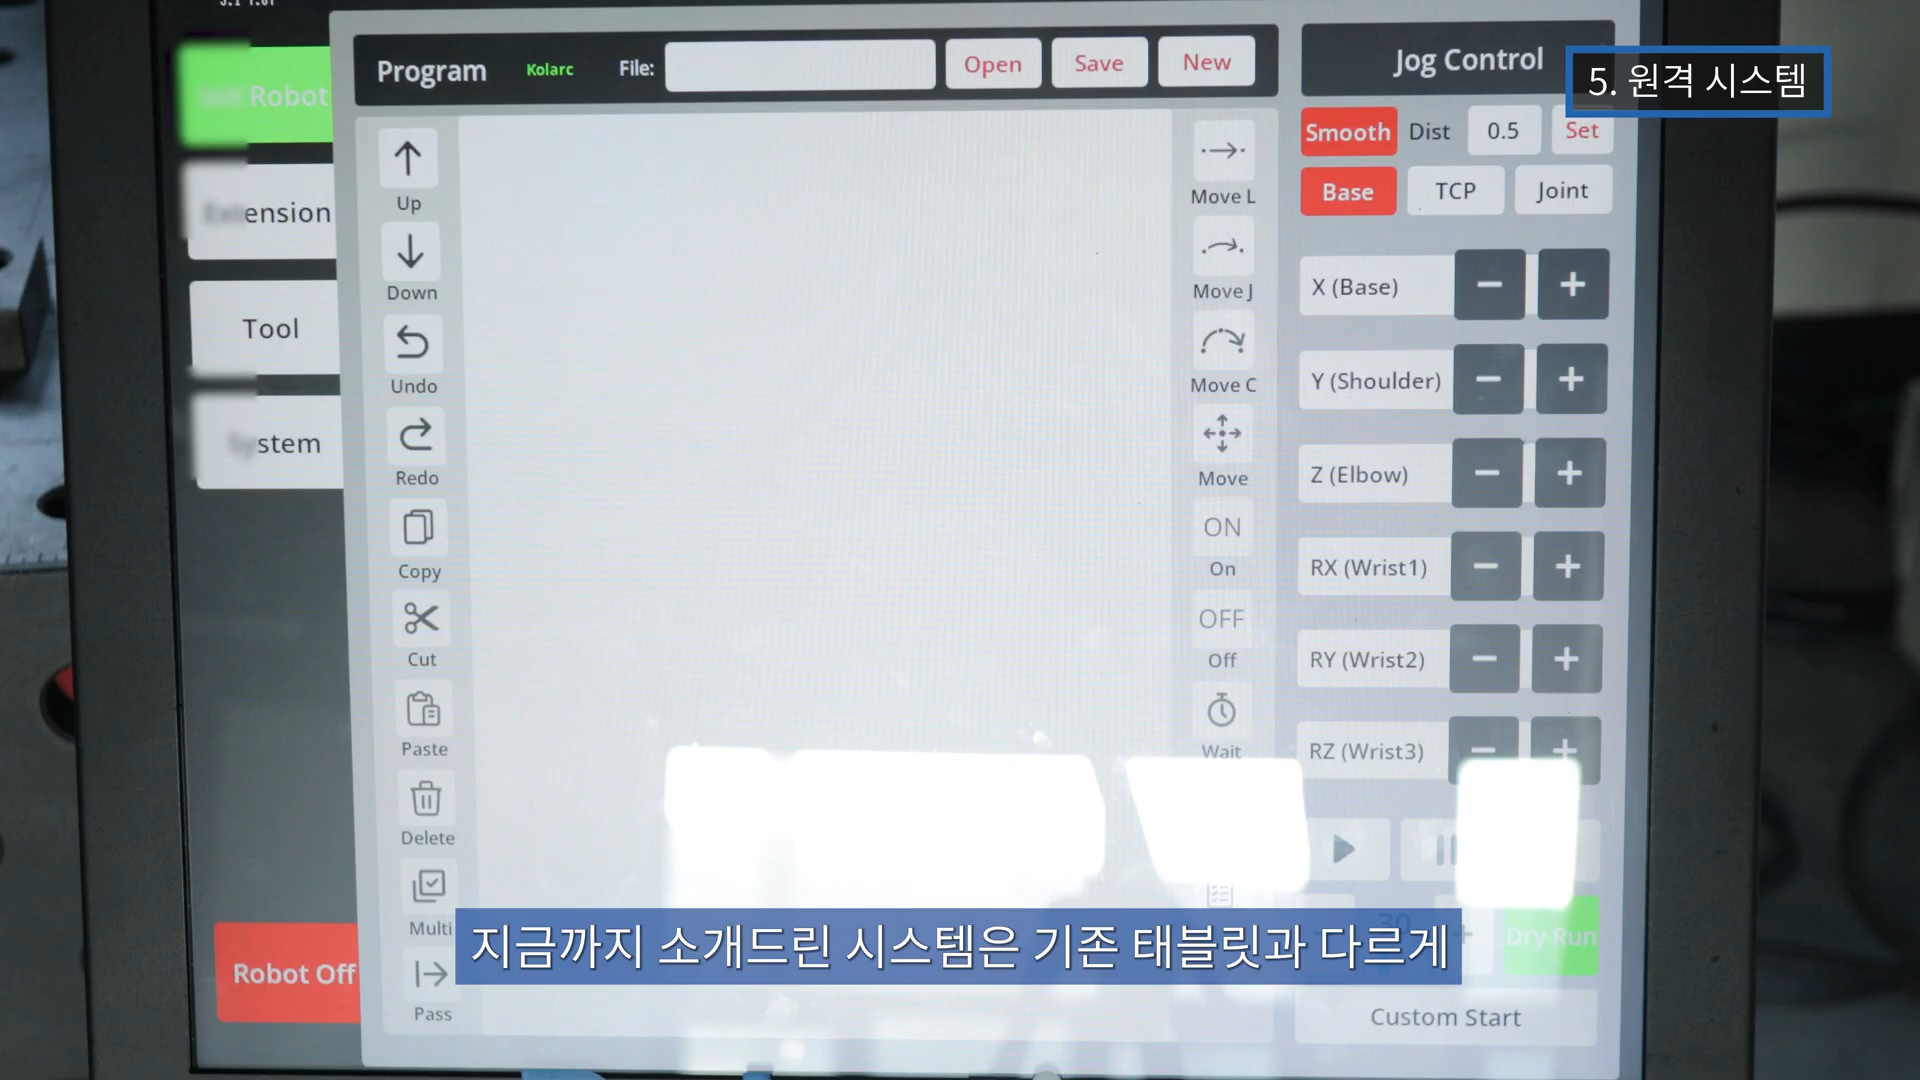 Robot
Tool
Robot Off
Program
Kolarc
File:
Open
Save
New
Up
Down
Undo
Redo
Copy
Cut
Paste
Delete
Multi
Pass
Move L
Move J
Move C
Move
ON
On
OFF
Off
Wait
Jog Control
5. 원격 시스템
Smooth Dist 0.5 Set
Base TCP Joint
X (Base) − +
Y (Shoulder) − +
Z (Elbow) − +
RX (Wrist1) − +
RY (Wrist2) − +
RZ (Wrist3) − +
30 +
Dry Run
Custom Start
지금까지 소개드린 시스템은 기존 태블릿과 다르게